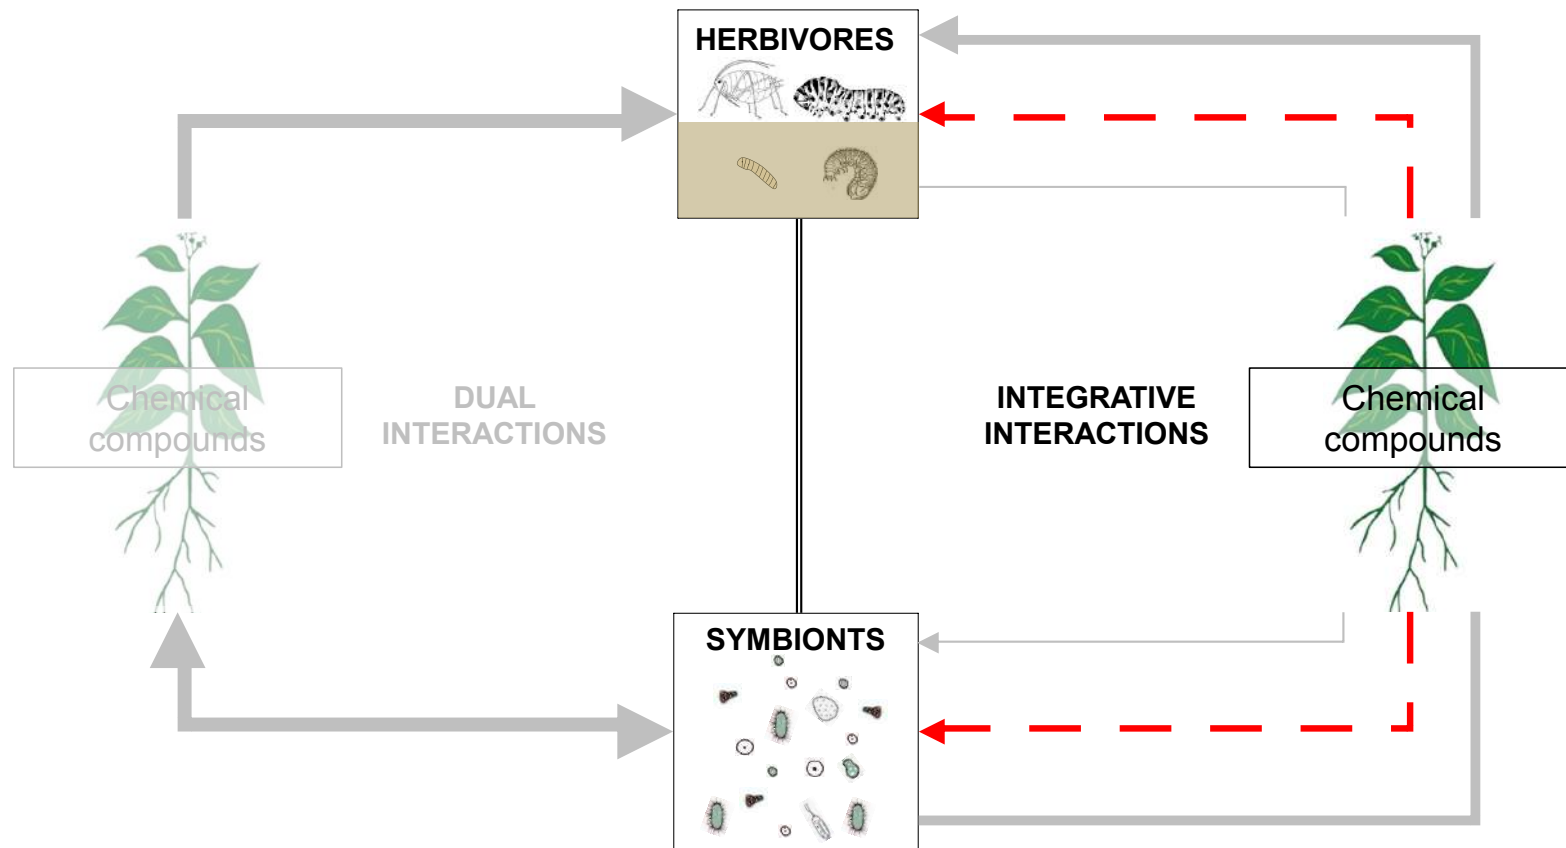 HERBIVORES
Chemical
compounds
DUAL
INTERACTIONS
INTEGRATIVE
INTERACTIONS
Chemical
compounds
SYMBIONTS